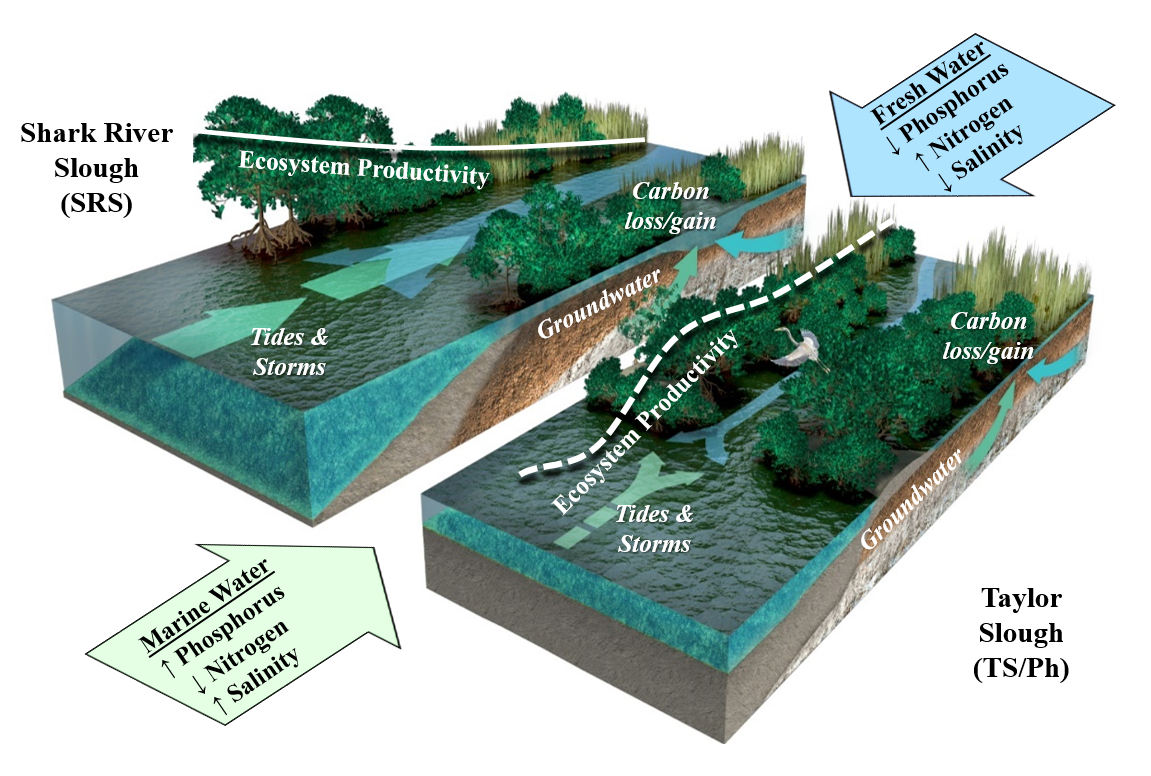 Shark River
Slough
(SRS)
Ecosystem Productivity
Carbon
loss/gain
Groundwater
Tides &
Storms
Fresh Water
↓ Phosphorus
↑ Nitrogen
↓ Salinity
Ecosystem Productivity
Carbon
loss/gain
Groundwater
Tides &
Storms
Marine Water
↑ Phosphorus
↓ Nitrogen
↑ Salinity
Taylor
Slough
(TS/Ph)